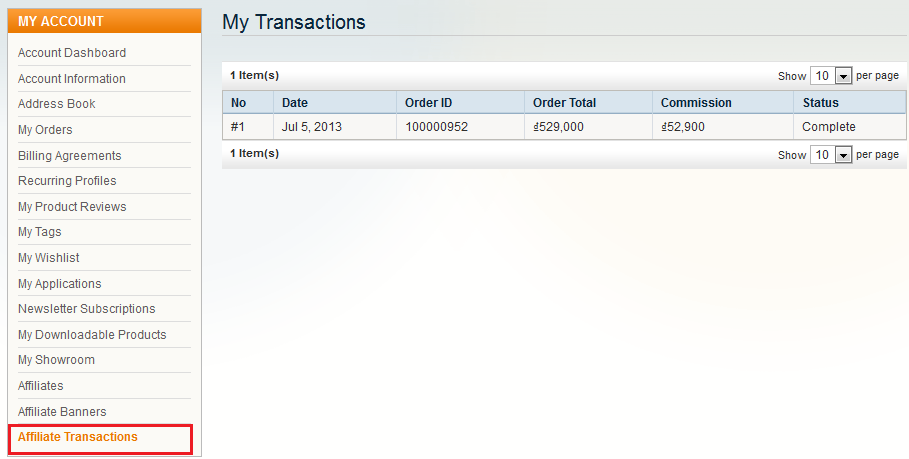 MY ACCOUNT
Account Dashboard
Account Information
Address Book
My Orders
Billing Agreements
Recurring Profiles
My Product Reviews
My Tags
My Wishlist
My Applications
Newsletter Subscriptions
My Downloadable Products
My Showroom
Affiliates
Affiliate Banners
Affiliate Transactions
My Transactions
1 Item(s) Show 10 per page
No Date Order ID Order Total Commission Status
#1 Jul 5, 2013 100000952 ₫529,000 ₫52,900 Complete
1 Item(s) Show 10 per page